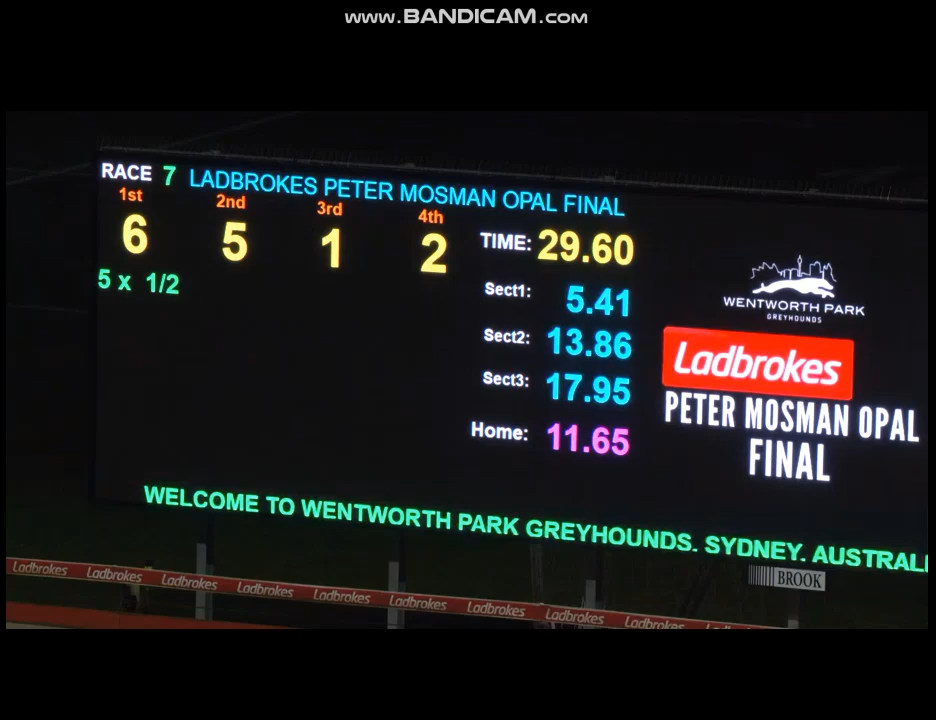 www.BANDICAM.com
RACE 7 LADBROKES PETER MOSMAN OPAL FINAL
1st 2nd 3rd 4th
6 5 1 2
5 x 1/2
TIME: 29.60
Sect1: 5.41
Sect2: 13.86
Sect3: 17.95
Home: 11.65
WENTWORTH PARK
GREYHOUNDS
Ladbrokes
PETER MOSMAN OPAL
FINAL
WELCOME TO WENTWORTH PARK GREYHOUNDS. SYDNEY. AUSTRALI
BROOK
Ladbrokes Ladbrokes Ladbrokes Ladbrokes Ladbrokes Ladbrokes Ladbrokes Ladbrokes Ladbrokes